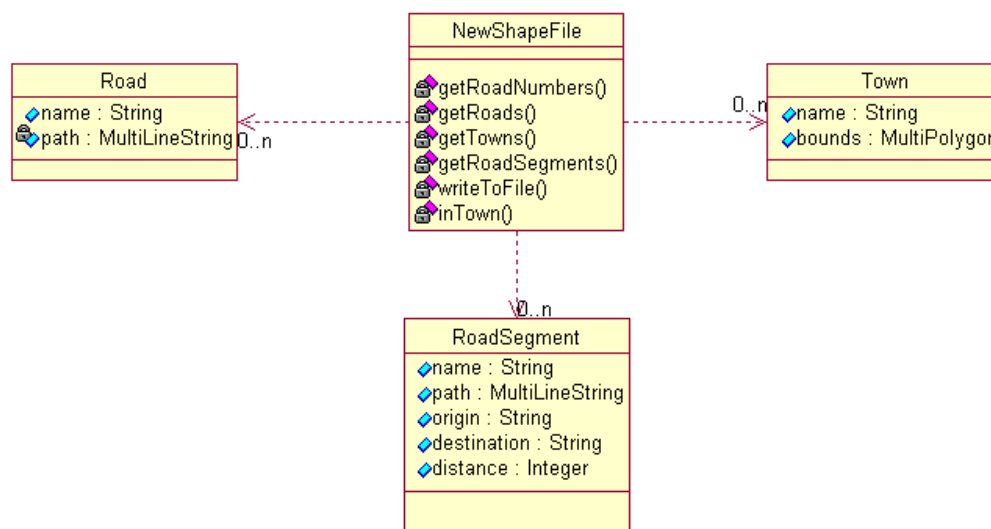 NewShapeFile
getRoadNumbers()
getRoads()
getTowns()
getRoadSegments()
writeToFile()
inTown()
Road
name : String
path : MultiLineString
0..n
Town
name : String
bounds : MultiPolygon
0..n
0..n
RoadSegment
name : String
path : MultiLineString
origin : String
destination : String
distance : Integer